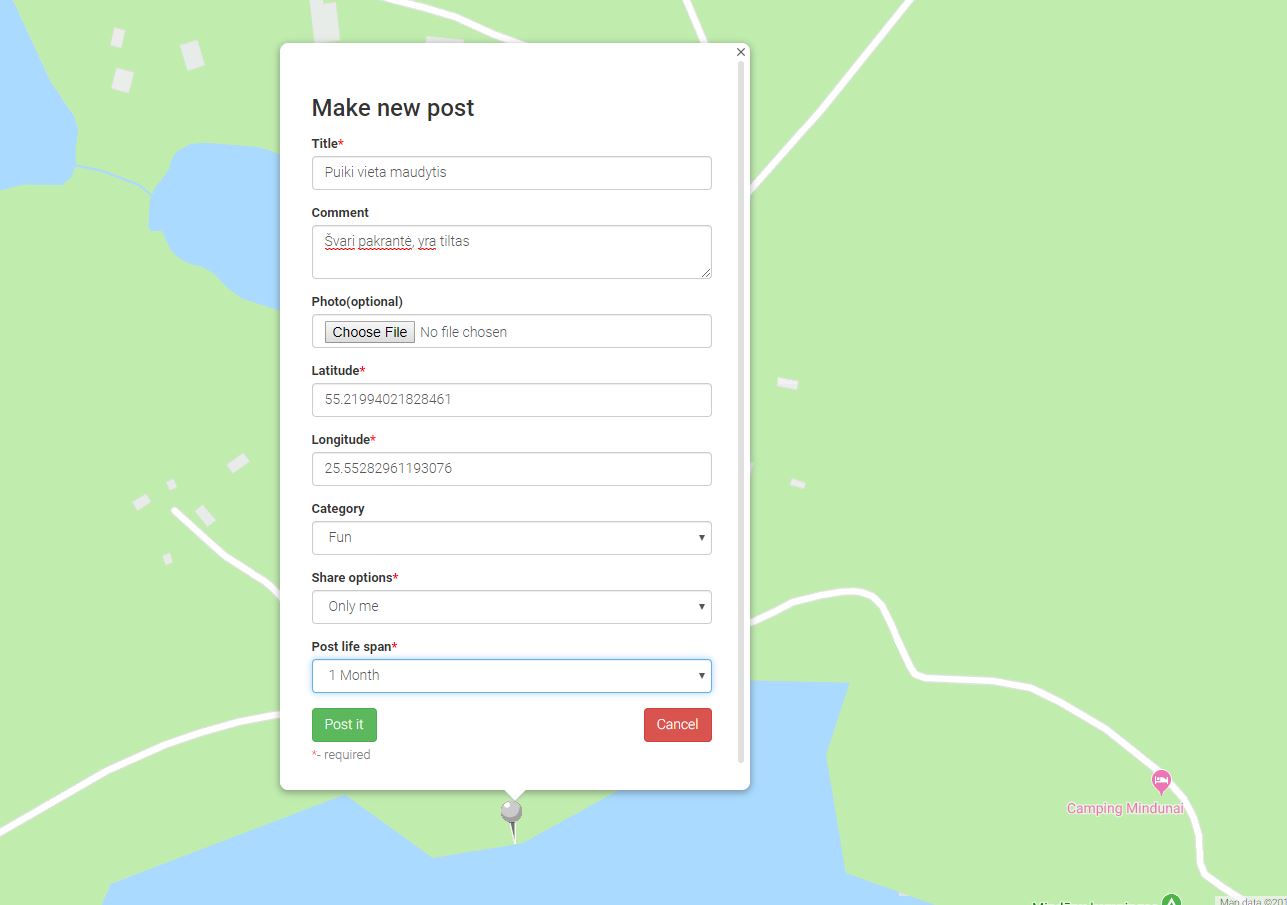 ×
Make new post
Title*
Puiki vieta maudytis
Comment
Švari pakrantė, yra tiltas
Photo(optional)
Choose File No file chosen
Latitude*
55.21994021828461
Longitude*
25.55282961193076
Category
Fun
Share options*
Only me
Post life span*
1 Month
Post it Cancel
*- required
Camping Mindunai
Map data ©20